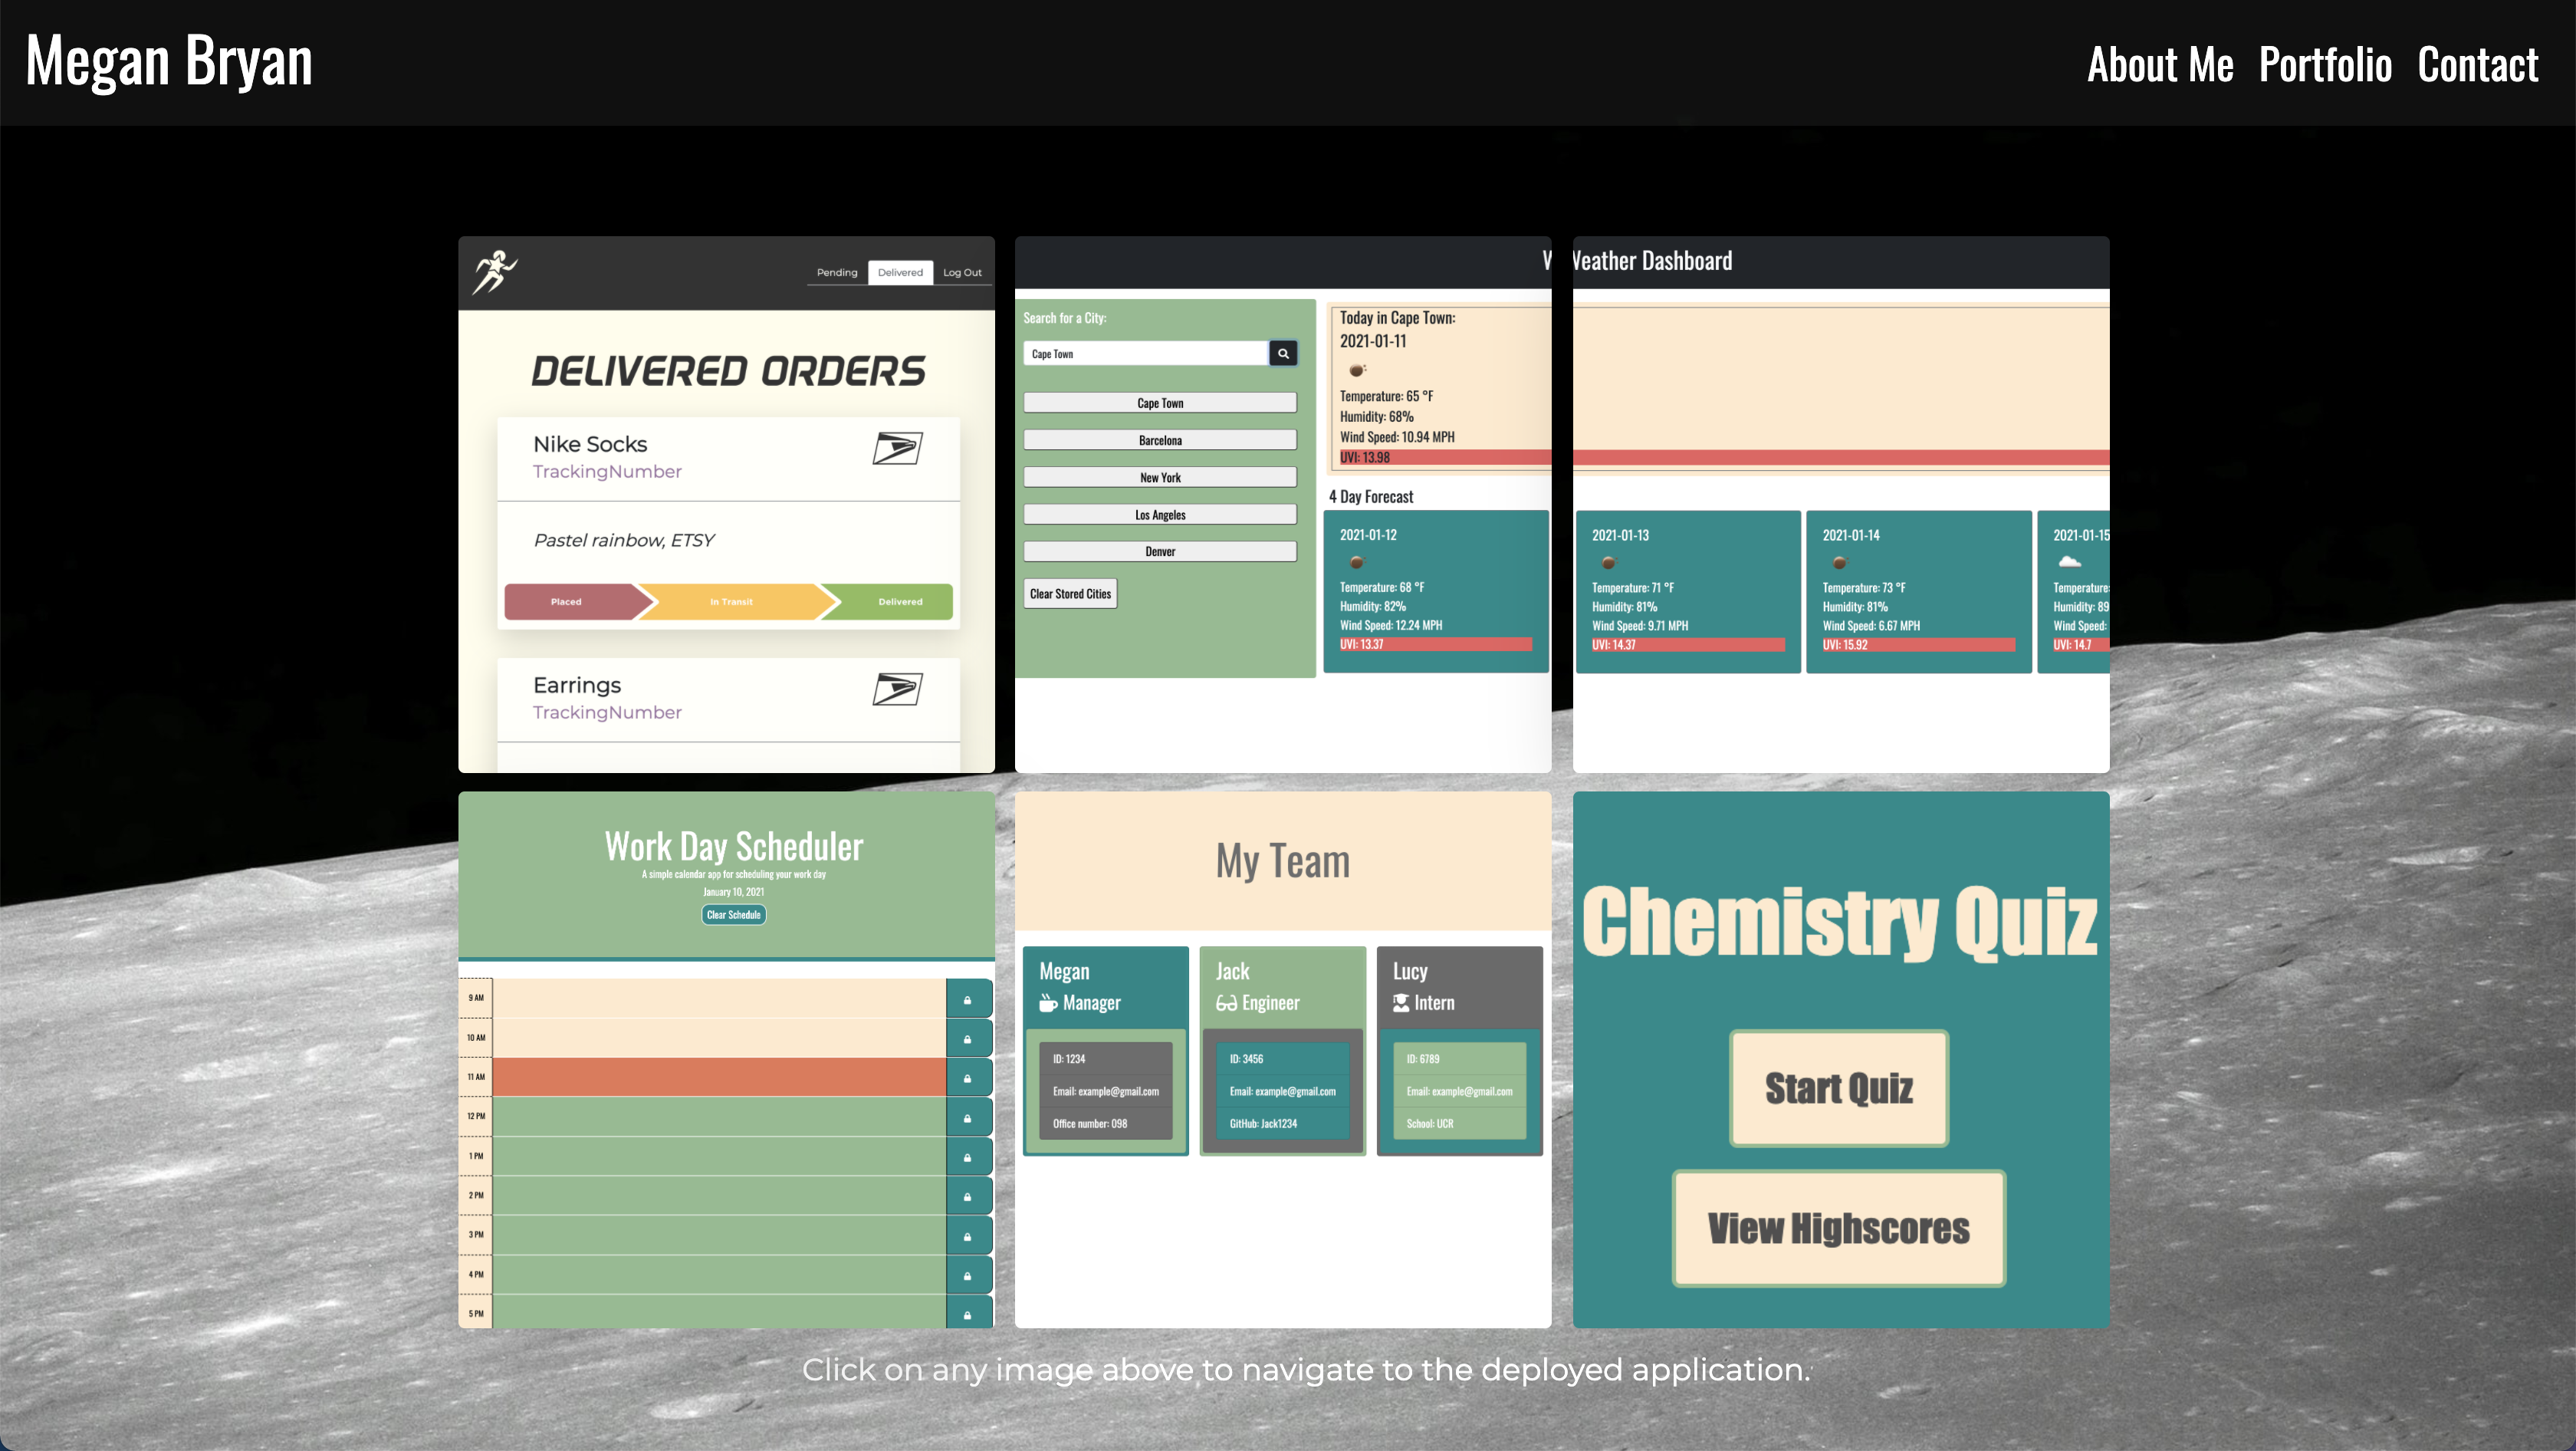 Megan Bryan
About Me Portfolio Contact
Pending Delivered Log Out
DELIVERED ORDERS
Nike Socks
TrackingNumber
Pastel rainbow, ETSY
Placed In Transit Delivered
Earrings
TrackingNumber
W
Search for a City:
Cape Town
Cape Town
Barcelona
New York
Los Angeles
Denver
Clear Stored Cities
Today in Cape Town:
2021-01-11
Temperature: 65 °F
Humidity: 68%
Wind Speed: 10.94 MPH
UVI: 13.98
4 Day Forecast
2021-01-12
Temperature: 68 °F
Humidity: 82%
Wind Speed: 12.24 MPH
UVI: 13.37
Weather Dashboard
2021-01-13
Temperature: 71 °F
Humidity: 81%
Wind Speed: 9.71 MPH
UVI: 14.37
2021-01-14
Temperature: 73 °F
Humidity: 81%
Wind Speed: 6.67 MPH
UVI: 15.92
2021-01-15
Temperature:
Humidity: 89
Wind Speed:
UVI: 14.7
Work Day Scheduler
A simple calendar app for scheduling your work day
January 10, 2021
Clear Schedule
9 AM
10 AM
11 AM
12 PM
1 PM
2 PM
3 PM
4 PM
5 PM
My Team
Megan
Manager
ID: 1234
Email: example@gmail.com
Office number: 098
Jack
Engineer
ID: 3456
Email: example@gmail.com
GitHub: Jack1234
Lucy
Intern
ID: 6789
Email: example@gmail.com
School: UCR
Chemistry Quiz
Start Quiz
View Highscores
Click on any image above to navigate to the deployed application.